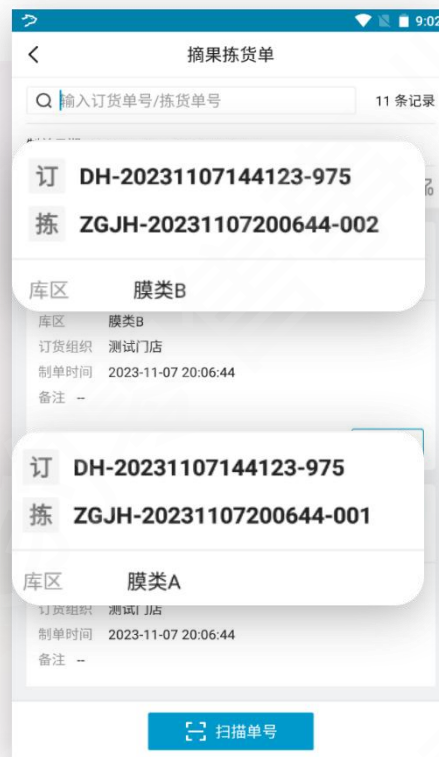 9:02
摘果拣货单
输入订货单号/拣货单号
11 条记录
订 DH-20231107144123-975
拣 ZGJH-20231107200644-002
库区 膜类B
库区 膜类B
订货组织 测试门店
制单时间 2023-11-07 20:06:44
备注 --
订 DH-20231107144123-975
拣 ZGJH-20231107200644-001
库区 膜类A
订货组织 测试门店
制单时间 2023-11-07 20:06:44
备注 --
扫描单号